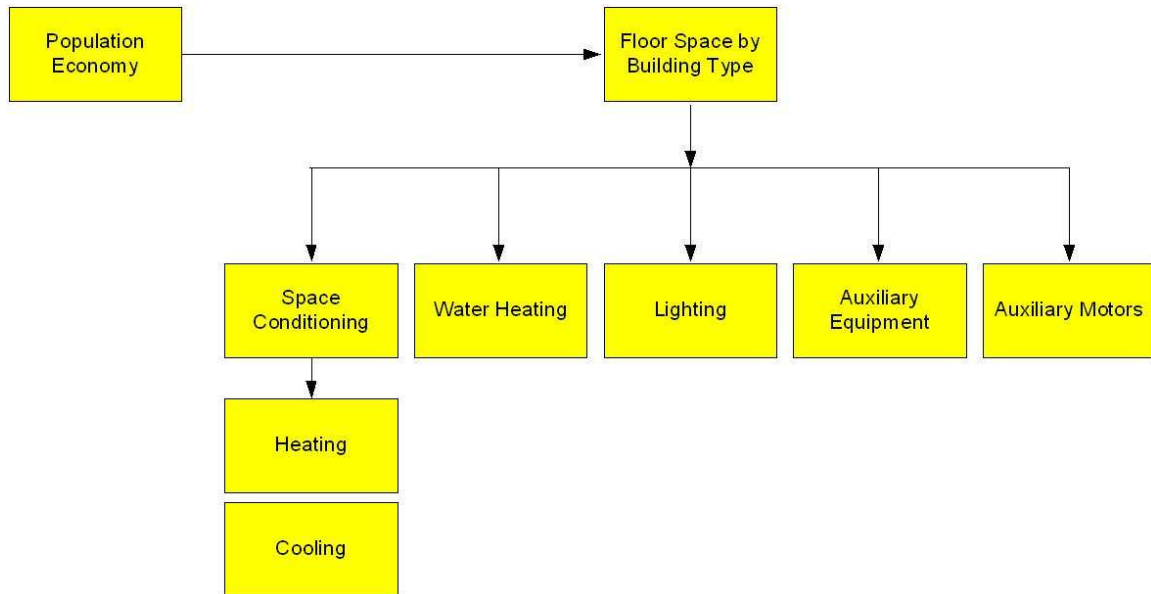 Population
Economy
Floor Space by
Building Type
Space
Conditioning
Water Heating
Lighting
Auxiliary
Equipment
Auxiliary Motors
Heating
Cooling